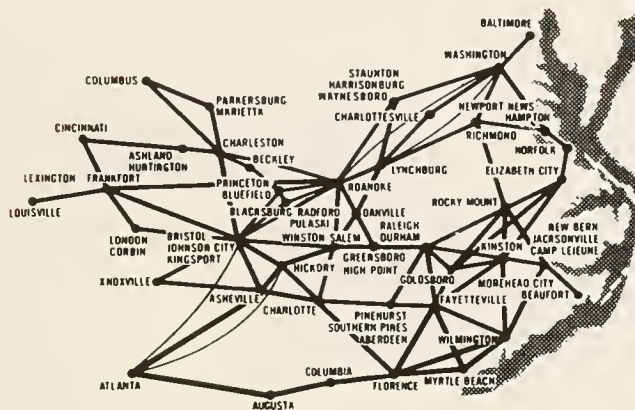 BALTIMORE
WASHINGTON
COLUMBUS
STAUNTON
HARRISONBURG
WAYNESBORO
PARKERSBURG
MARIETTA
CHARLOTTESVILLE
NEWPORT NEWS
HAMPTON
RICHMOND
NORFOLK
CINCINNATI
CHARLESTON
ASHLAND
HURTINGTON
BECKLEY
LYNCHBURG
ELIZABETH CITY
LEXINGTON
FRANKFORT
PRINCETON
BLUEFIELD
ROANOKE
LOUISVILLE
BLACKSBURG RADFORD
PULASKI
DANVILLE
ROCKY MOUNT
LONDON
CORBIN
BRISTOL
JOHNSON CITY
KINGSPORT
WINSTON SALEM
RALEIGH
DURHAM
KINSTON
NEW BERN
JACKSONVILLE
CAMP LEJEUNE
HICKORY
GREENSBORO
HIGH POINT
GOLDSBORO
MOREHEAD CITY
BEAUFORT
KNOXVILLE
ASHEVILLE
CHARLOTTE
PINEHURST
SOUTHERN PINES
ABERDEEN
FAYETTEVILLE
WILMINGTON
ATLANTA
COLUMBIA
FLORENCE
MYRTLE BEACH
AUGUSTA